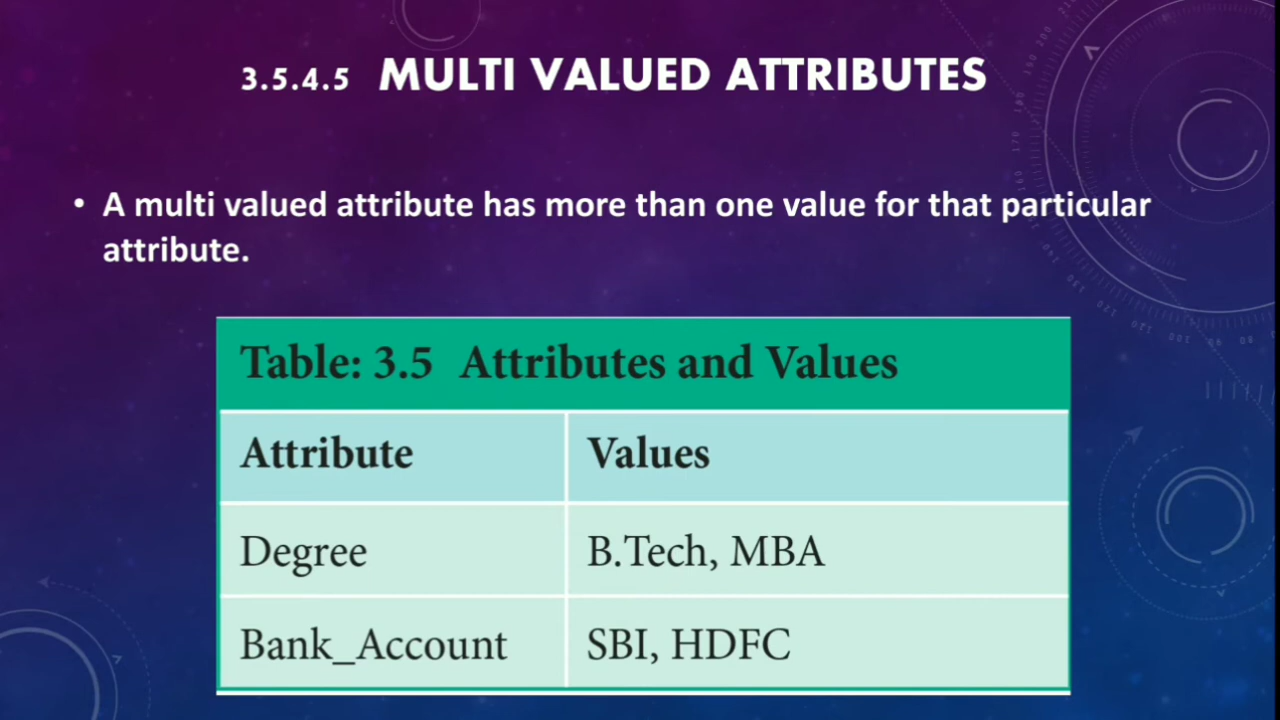 3.5.4.5 MULTI VALUED ATTRIBUTES
• A multi valued attribute has more than one value for that particular
attribute.
Table: 3.5 Attributes and Values
Attribute Values
Degree B.Tech, MBA
Bank_Account SBI, HDFC